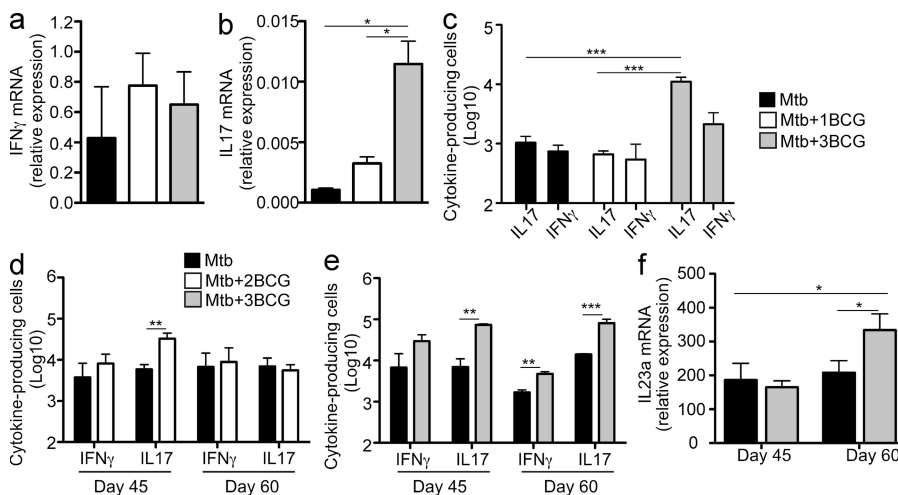 a
IFNγ mRNA
(relative expression)
1.2
1.0
0.8
0.6
0.4
0.2
0.0
b
IL17 mRNA
(relative expression)
0.015
0.010
0.005
0.000
*
*
c
Cytokine-producing cells
(Log10)
5
4
3
2
***
***
IL17
IFNγ
IL17
IFNγ
IL17
IFNγ
Mtb
Mtb+1BCG
Mtb+3BCG
d
Cytokine-producing cells
(Log10)
6
5
4
3
2
**
IFNγ IL17 IFNγ IL17
Day 45 Day 60
Mtb
Mtb+2BCG
Mtb+3BCG
e
Cytokine-producing cells
(Log10)
6
5
4
3
2
**
**
***
IFNγ IL17 IFNγ IL17
Day 45 Day 60
f
IL23a mRNA
(relative expression)
400
300
200
100
0
*
*
Day 45 Day 60